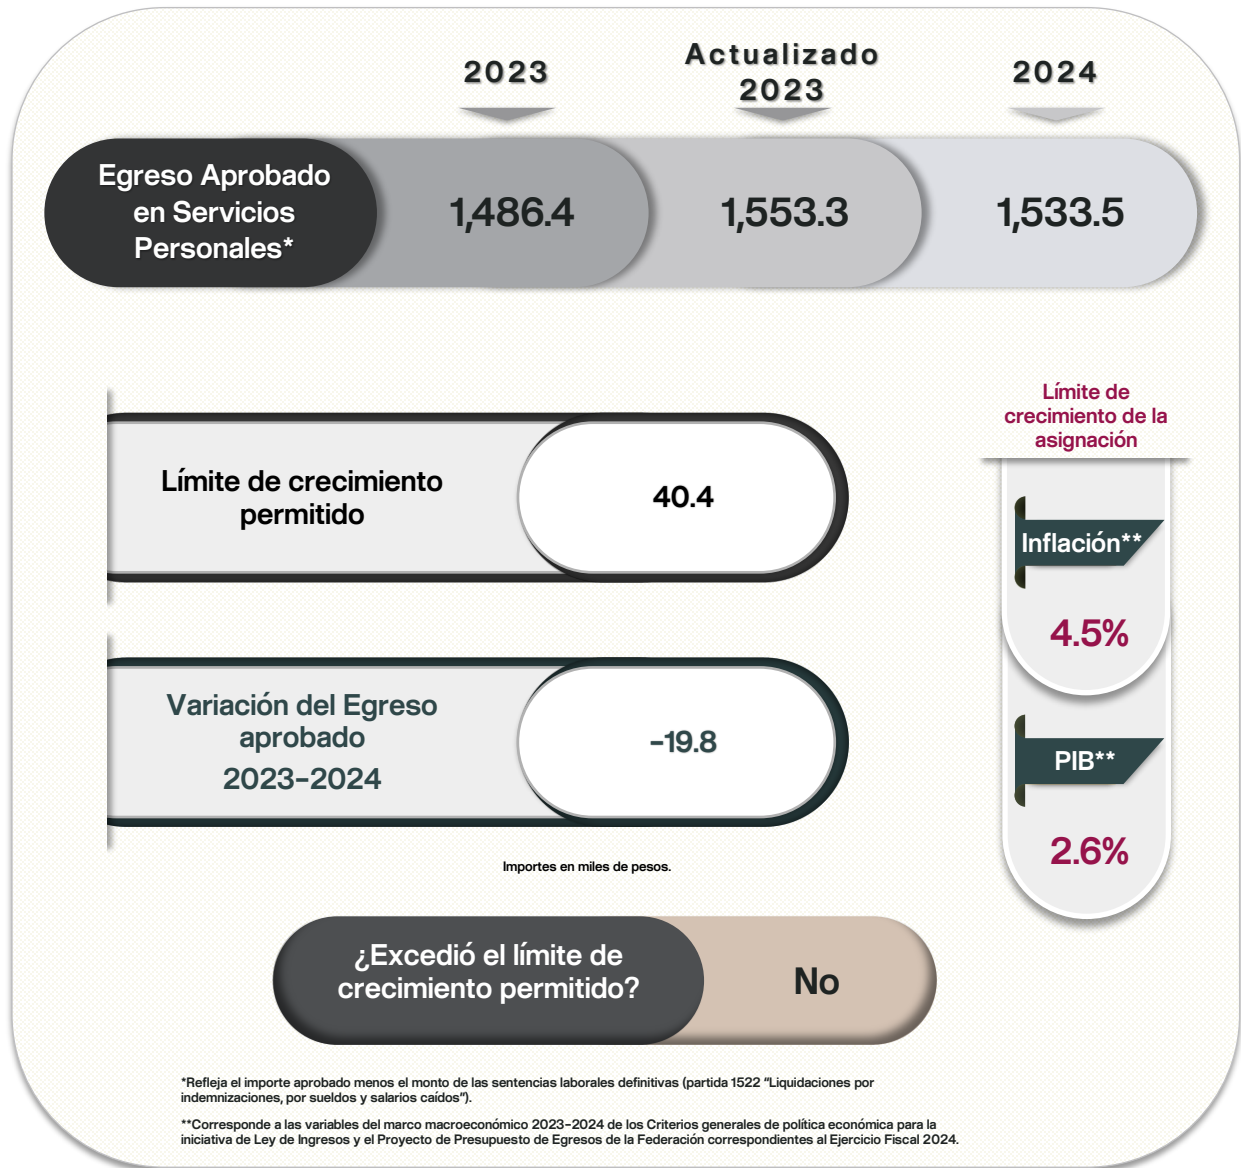 2023
Actualizado
2023
2024
Egreso Aprobado
en Servicios
Personales*
1,486.4
1,553.3
1,533.5
Límite de crecimiento
permitido
40.4
Límite de
crecimiento de la
asignación
Inflación**
4.5%
Variación del Egreso
aprobado
2023-2024
-19.8
PIB**
2.6%
Importes en miles de pesos.
¿Excedió el límite de
crecimiento permitido?
No
*Refleja el importe aprobado menos el monto de las sentencias laborales definitivas (partida 1522 "Liquidaciones por
indemnizaciones, por sueldos y salarios caídos").
**Corresponde a las variables del marco macroeconómico 2023-2024 de los Criterios generales de política económica para la
iniciativa de Ley de Ingresos y el Proyecto de Presupuesto de Egresos de la Federación correspondientes al Ejercicio Fiscal 2024.